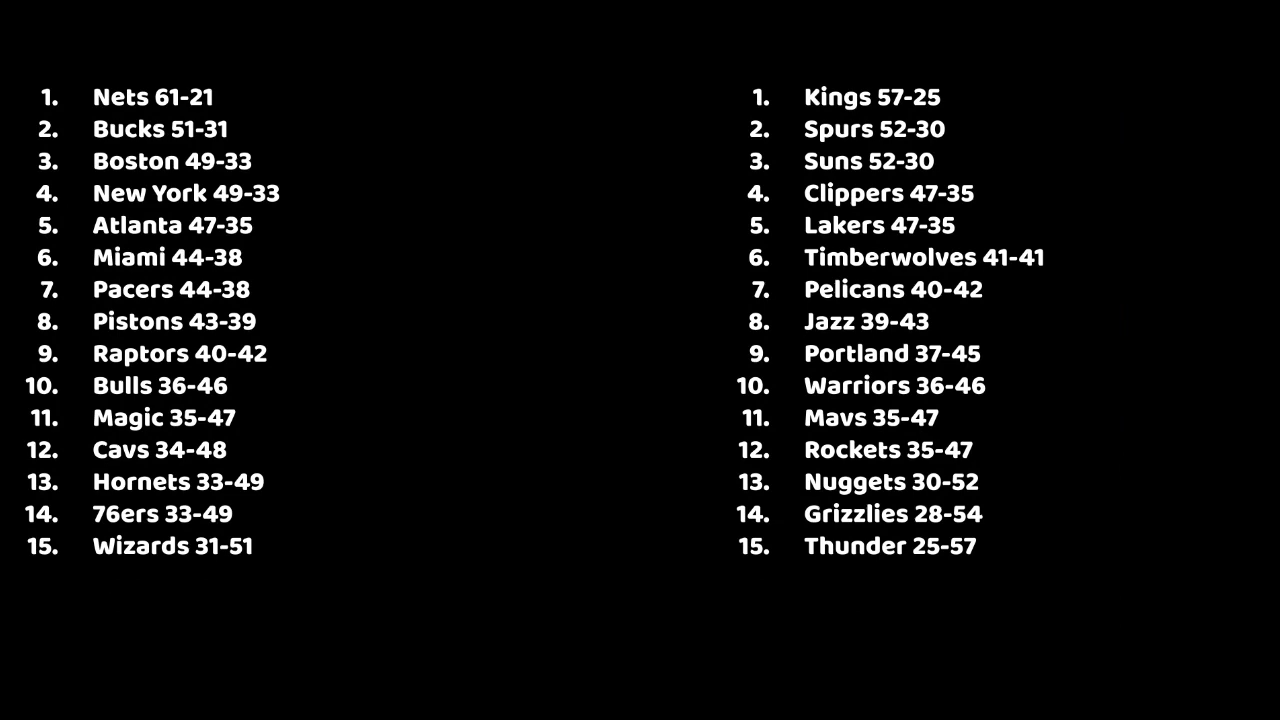 1. Nets 61-21
2. Bucks 51-31
3. Boston 49-33
4. New York 49-33
5. Atlanta 47-35
6. Miami 44-38
7. Pacers 44-38
8. Pistons 43-39
9. Raptors 40-42
10. Bulls 36-46
11. Magic 35-47
12. Cavs 34-48
13. Hornets 33-49
14. 76ers 33-49
15. Wizards 31-51
1. Kings 57-25
2. Spurs 52-30
3. Suns 52-30
4. Clippers 47-35
5. Lakers 47-35
6. Timberwolves 41-41
7. Pelicans 40-42
8. Jazz 39-43
9. Portland 37-45
10. Warriors 36-46
11. Mavs 35-47
12. Rockets 35-47
13. Nuggets 30-52
14. Grizzlies 28-54
15. Thunder 25-57